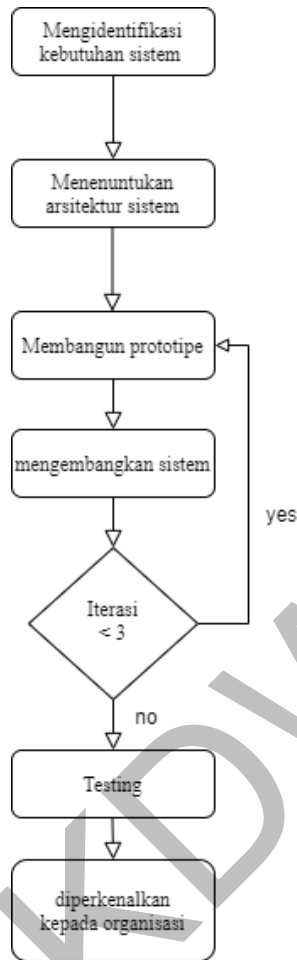 Mengidentifikasi
kebutuhan sistem
Menenuntukan
arsitektur sistem
Membangun prototipe
mengembangkan sistem
yes
Iterasi
< 3
no
Testing
diperkenalkan
kepada organisasi